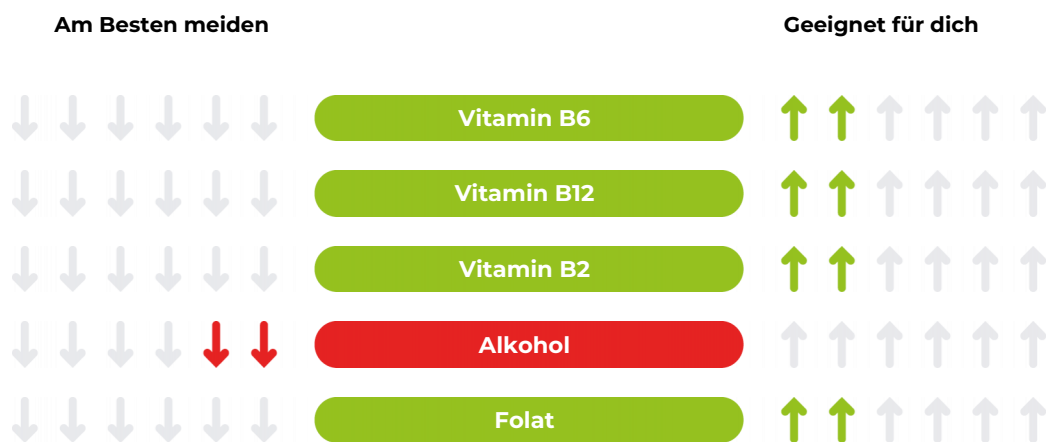 Am Besten meiden
Geeignet für dich
Vitamin B6
Vitamin B12
Vitamin B2
Alkohol
Folat